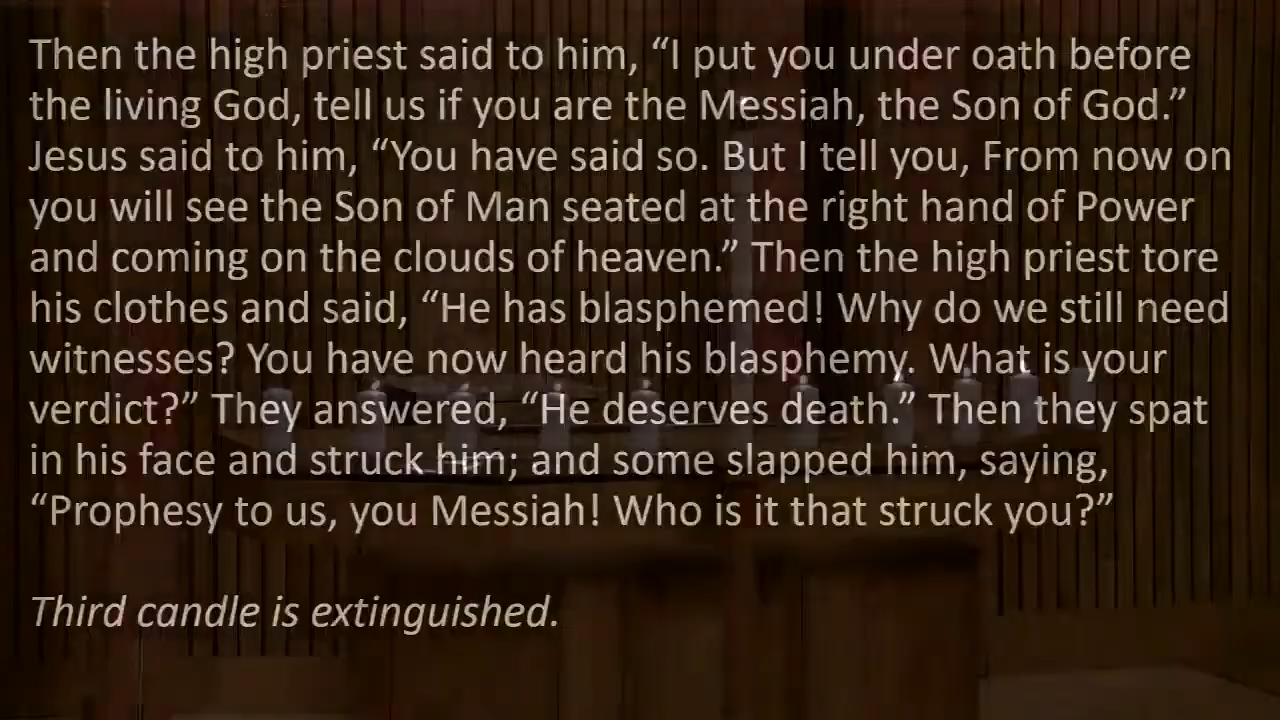 Then the high priest said to him, “I put you under oath before
the living God, tell us if you are the Messiah, the Son of God.”
Jesus said to him, “You have said so. But I tell you, From now on
you will see the Son of Man seated at the right hand of Power
and coming on the clouds of heaven.” Then the high priest tore
his clothes and said, “He has blasphemed! Why do we still need
witnesses? You have now heard his blasphemy. What is your
verdict?” They answered, “He deserves death.” Then they spat
in his face and struck him; and some slapped him, saying,
“Prophesy to us, you Messiah! Who is it that struck you?”
Third candle is extinguished.